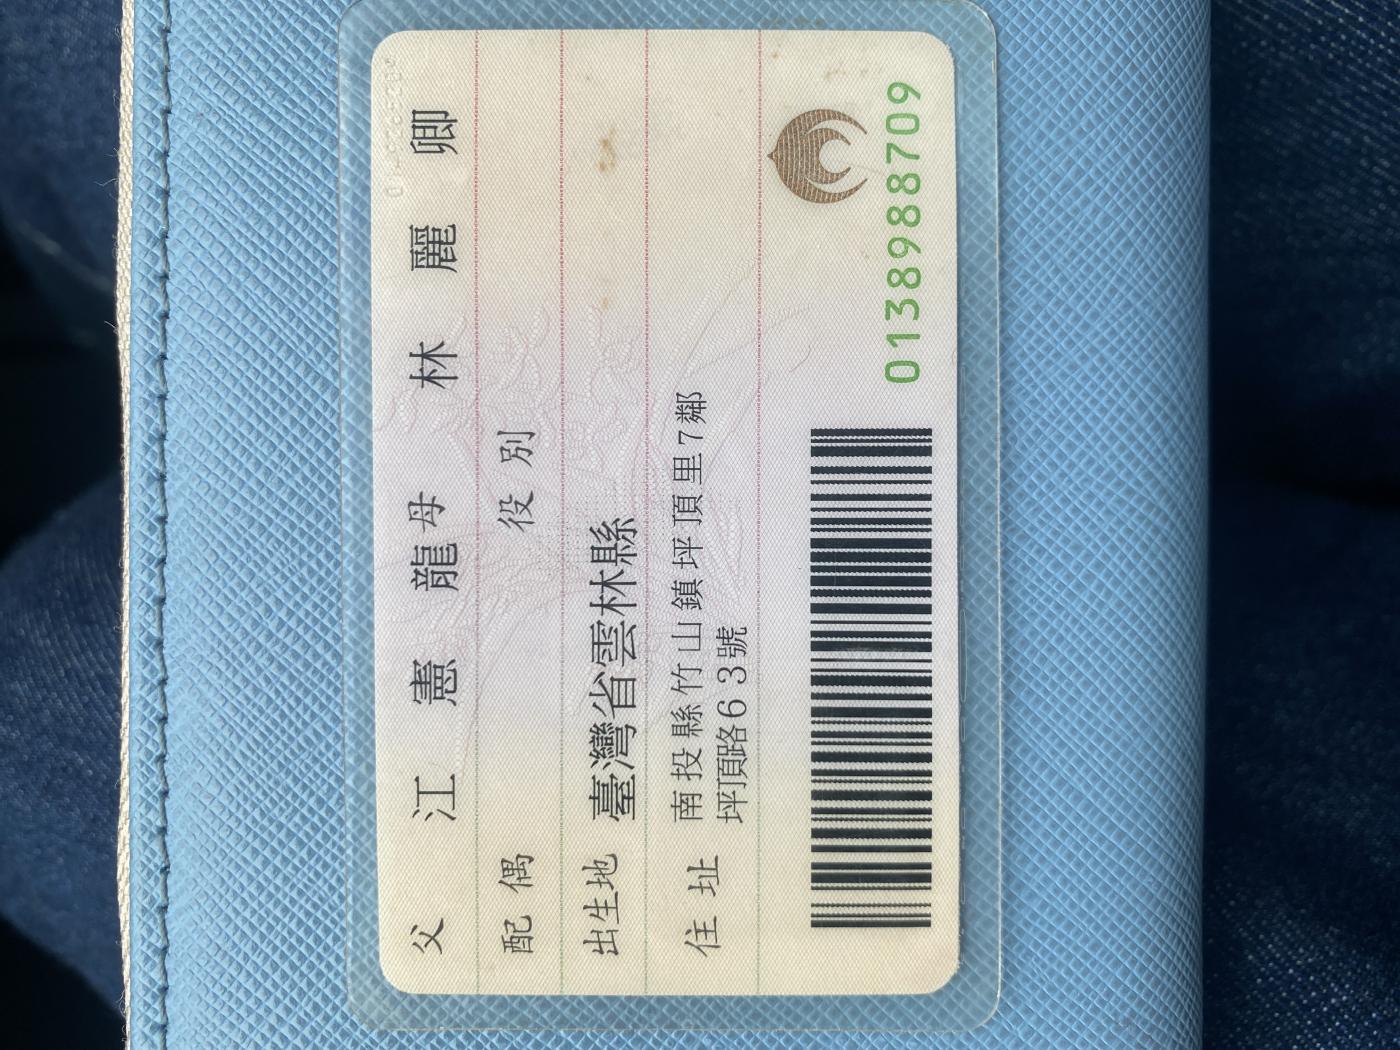 父 江憲龍 母 林麗卿
配偶 役別
出生地 臺灣省雲林縣
住址 南投縣竹山鎮坪頂里7鄰
坪頂路63號
0138988709